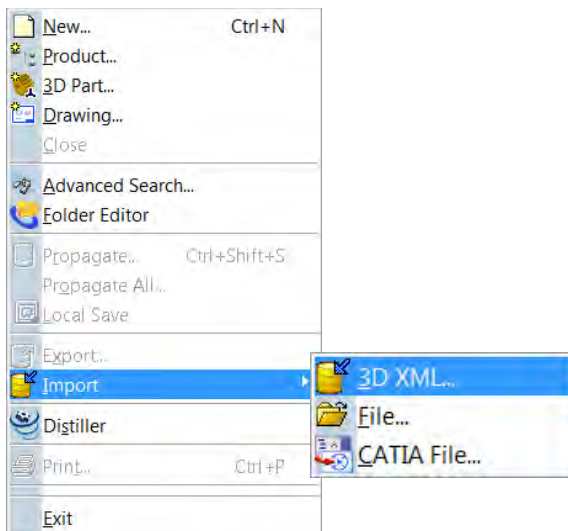 New... Ctrl+N
Product...
3D Part...
Drawing...
Close
Advanced Search...
Folder Editor
Propagate... Ctrl+Shift+S
Propagate All...
Local Save
Export...
Import
3D XML...
File...
CATIA File...
Distiller
Print... Ctrl+P
Exit